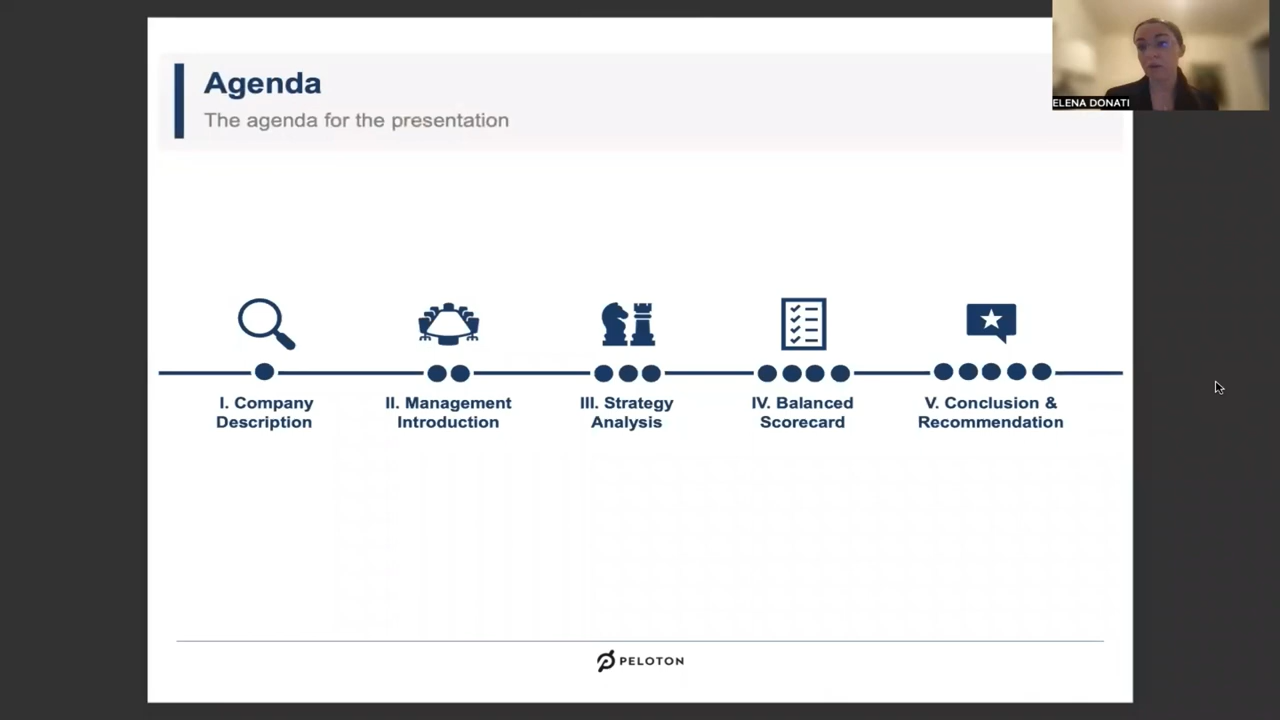 Agenda
The agenda for the presentation
ELENA DONATI
I. Company
Description
II. Management
Introduction
III. Strategy
Analysis
IV. Balanced
Scorecard
V. Conclusion &
Recommendation
PELOTON